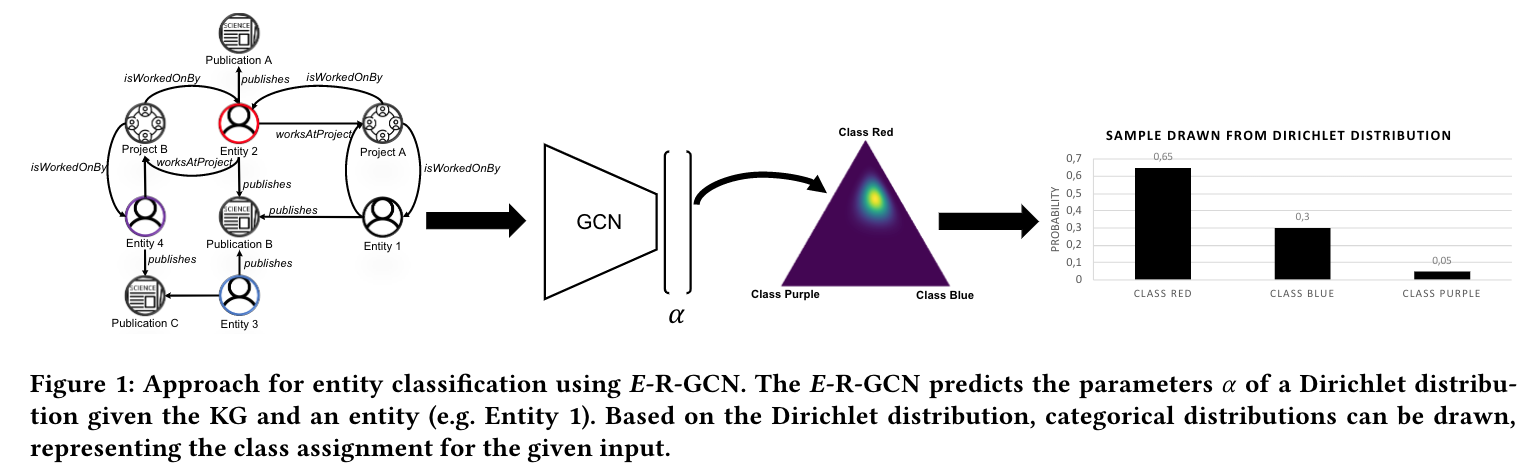 SCIENCE
Publication A
isWorkedOnBy
publishes
isWorkedOnBy
Project B
Entity 2
worksAtProject
Project A
isWorkedOnBy
worksAtProject
isWorkedOnBy
publishes
SCIENCE
publishes
Entity 4
Publication B
Entity 1
publishes
publishes
SCIENCE
Publication C
Entity 3
GCN
α
Class Red
Class Purple
Class Blue
SAMPLE DRAWN FROM DIRICHLET DISTRIBUTION
PROBABILITY
0,7
0,6
0,5
0,4
0,3
0,2
0,1
0
0,65
0,3
0,05
CLASS RED
CLASS BLUE
CLASS PURPLE
Figure 1: Approach for entity classification using E-R-GCN. The E-R-GCN predicts the parameters α of a Dirichlet distribu-
tion given the KG and an entity (e.g. Entity 1). Based on the Dirichlet distribution, categorical distributions can be drawn,
representing the class assignment for the given input.